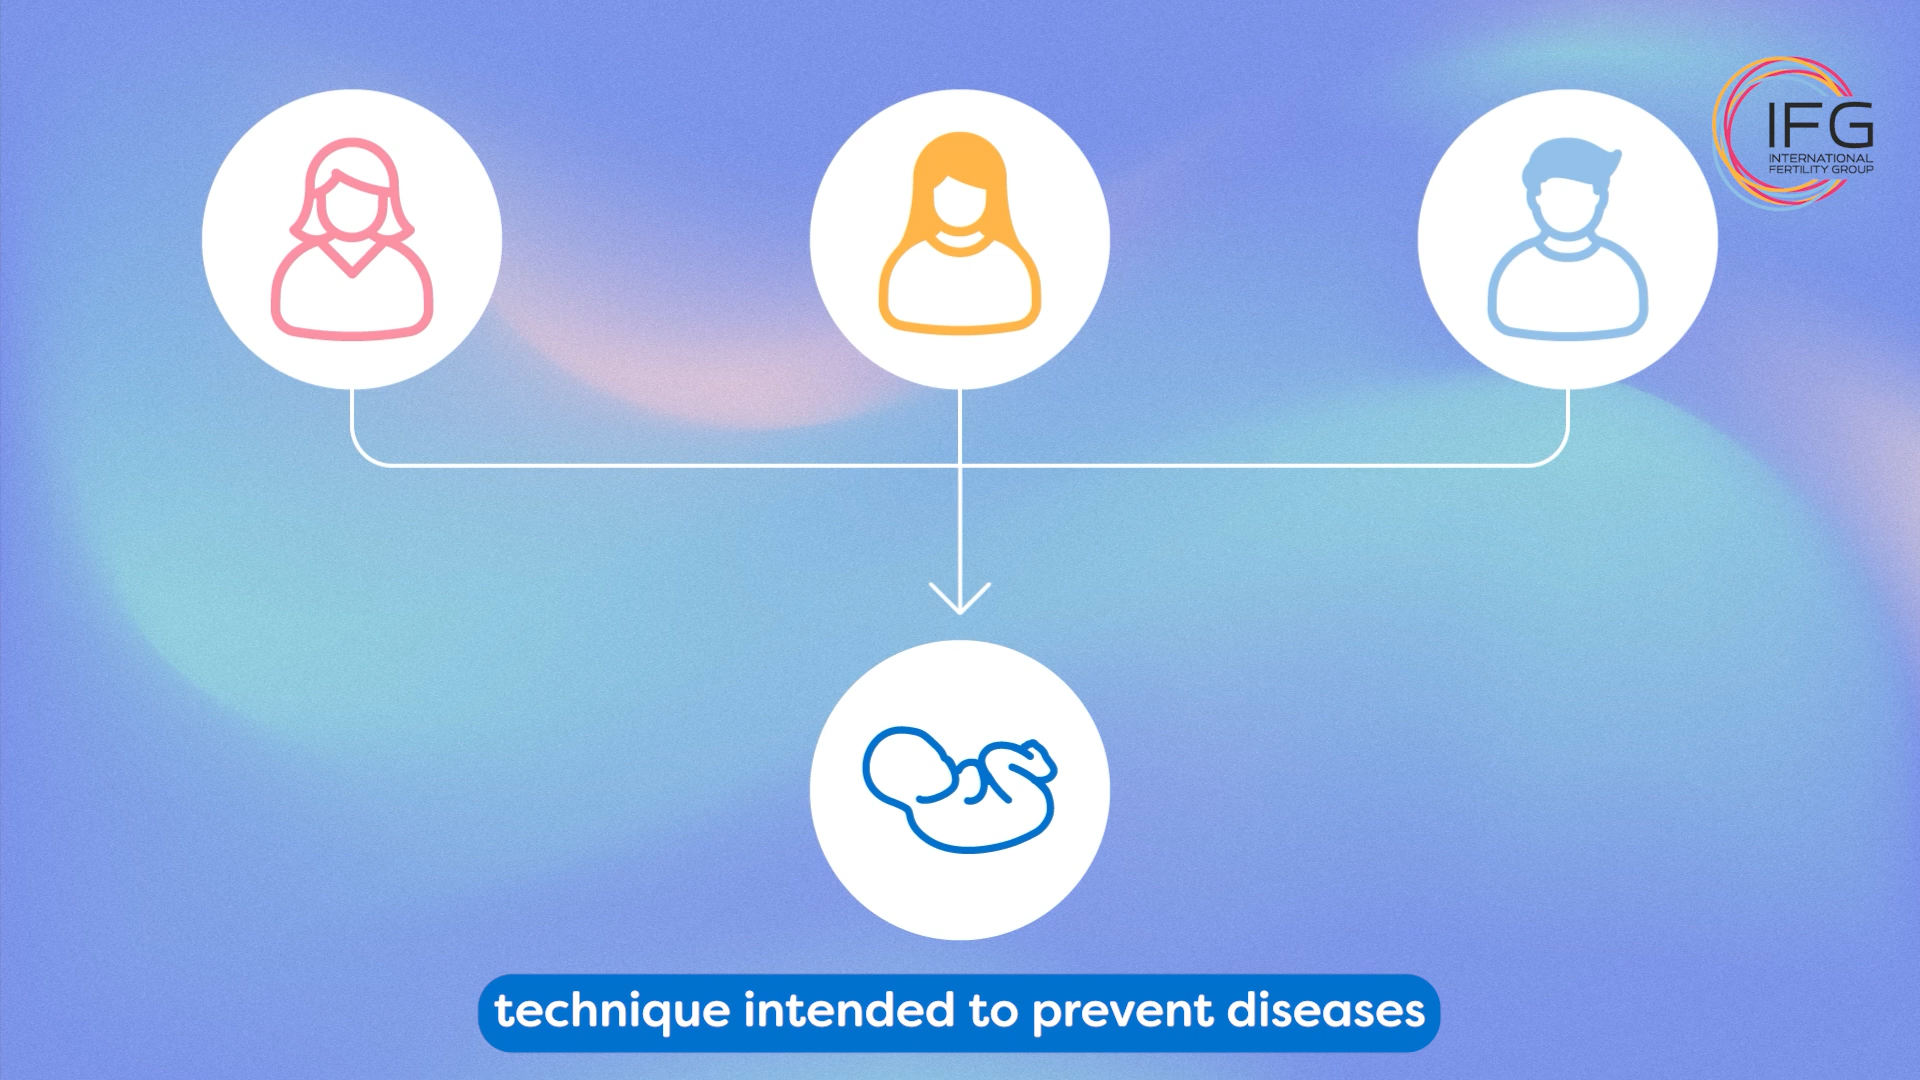 IFG
INTERNATIONAL
FERTILITY GROUP
technique intended to prevent diseases